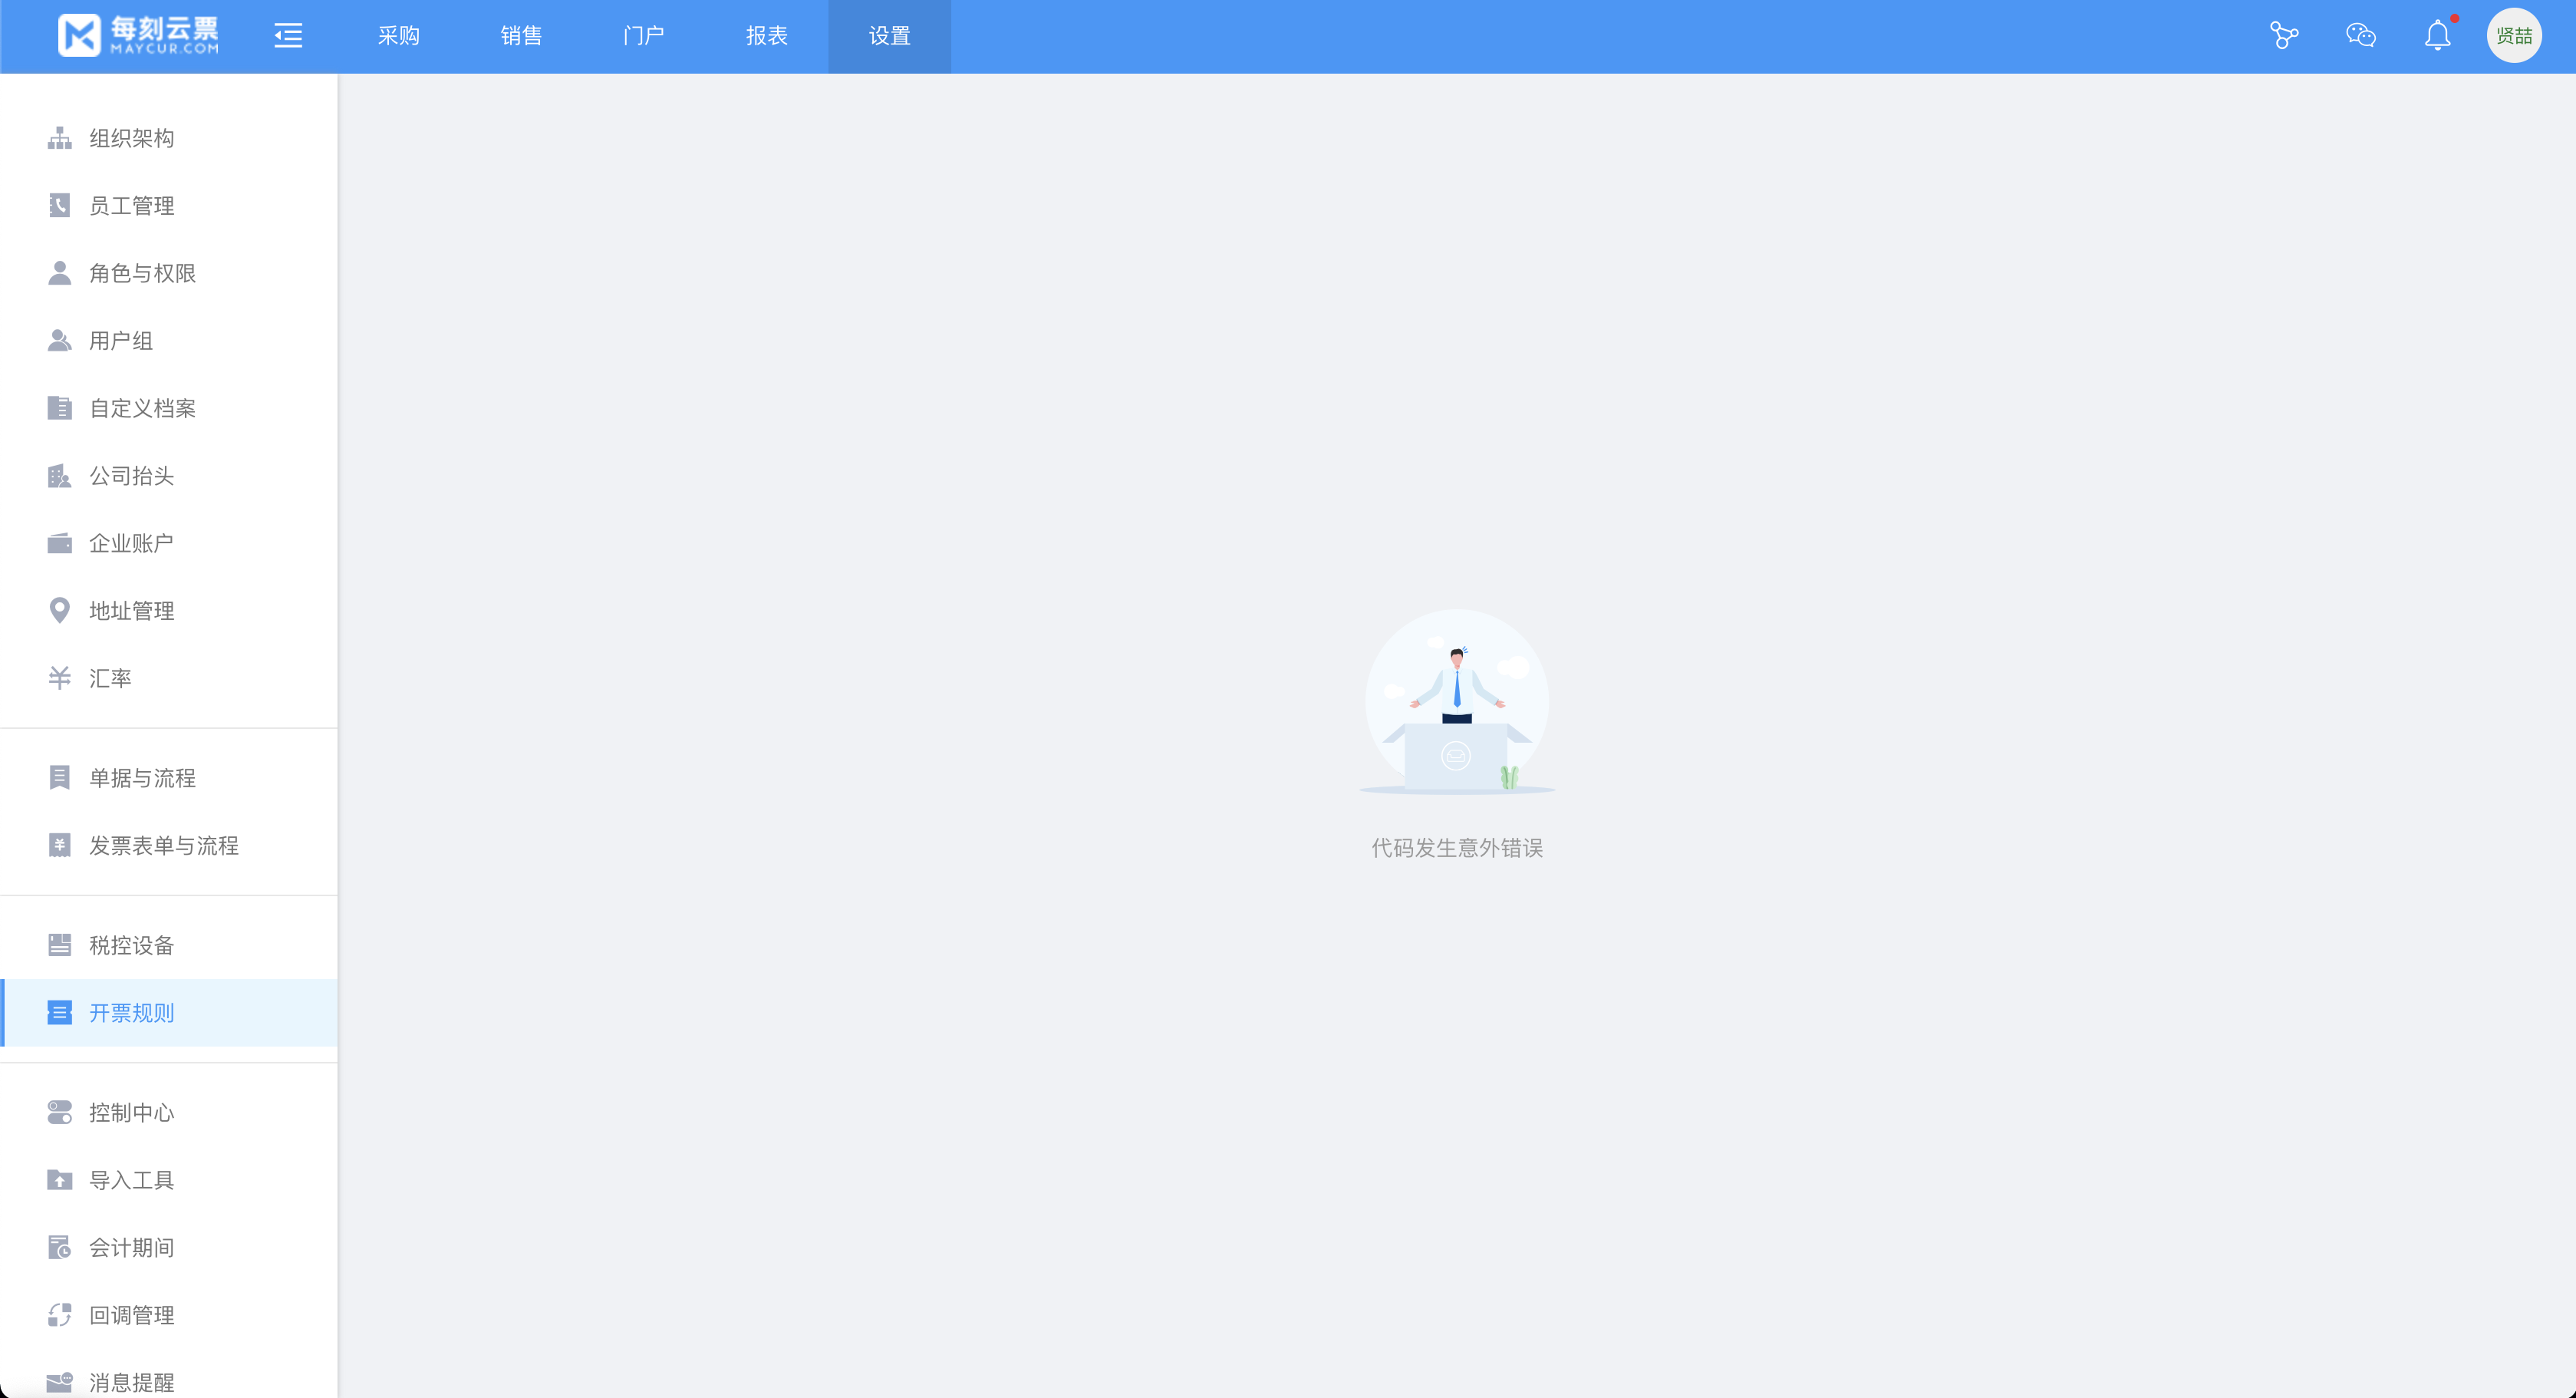 每刻云票
MAYCUR.COM
采购
销售
门户
报表
设置
贤喆
组织架构
员工管理
角色与权限
用户组
自定义档案
公司抬头
企业账户
地址管理
汇率
单据与流程
发票表单与流程
税控设备
开票规则
控制中心
导入工具
会计期间
回调管理
消息提醒
代码发生意外错误